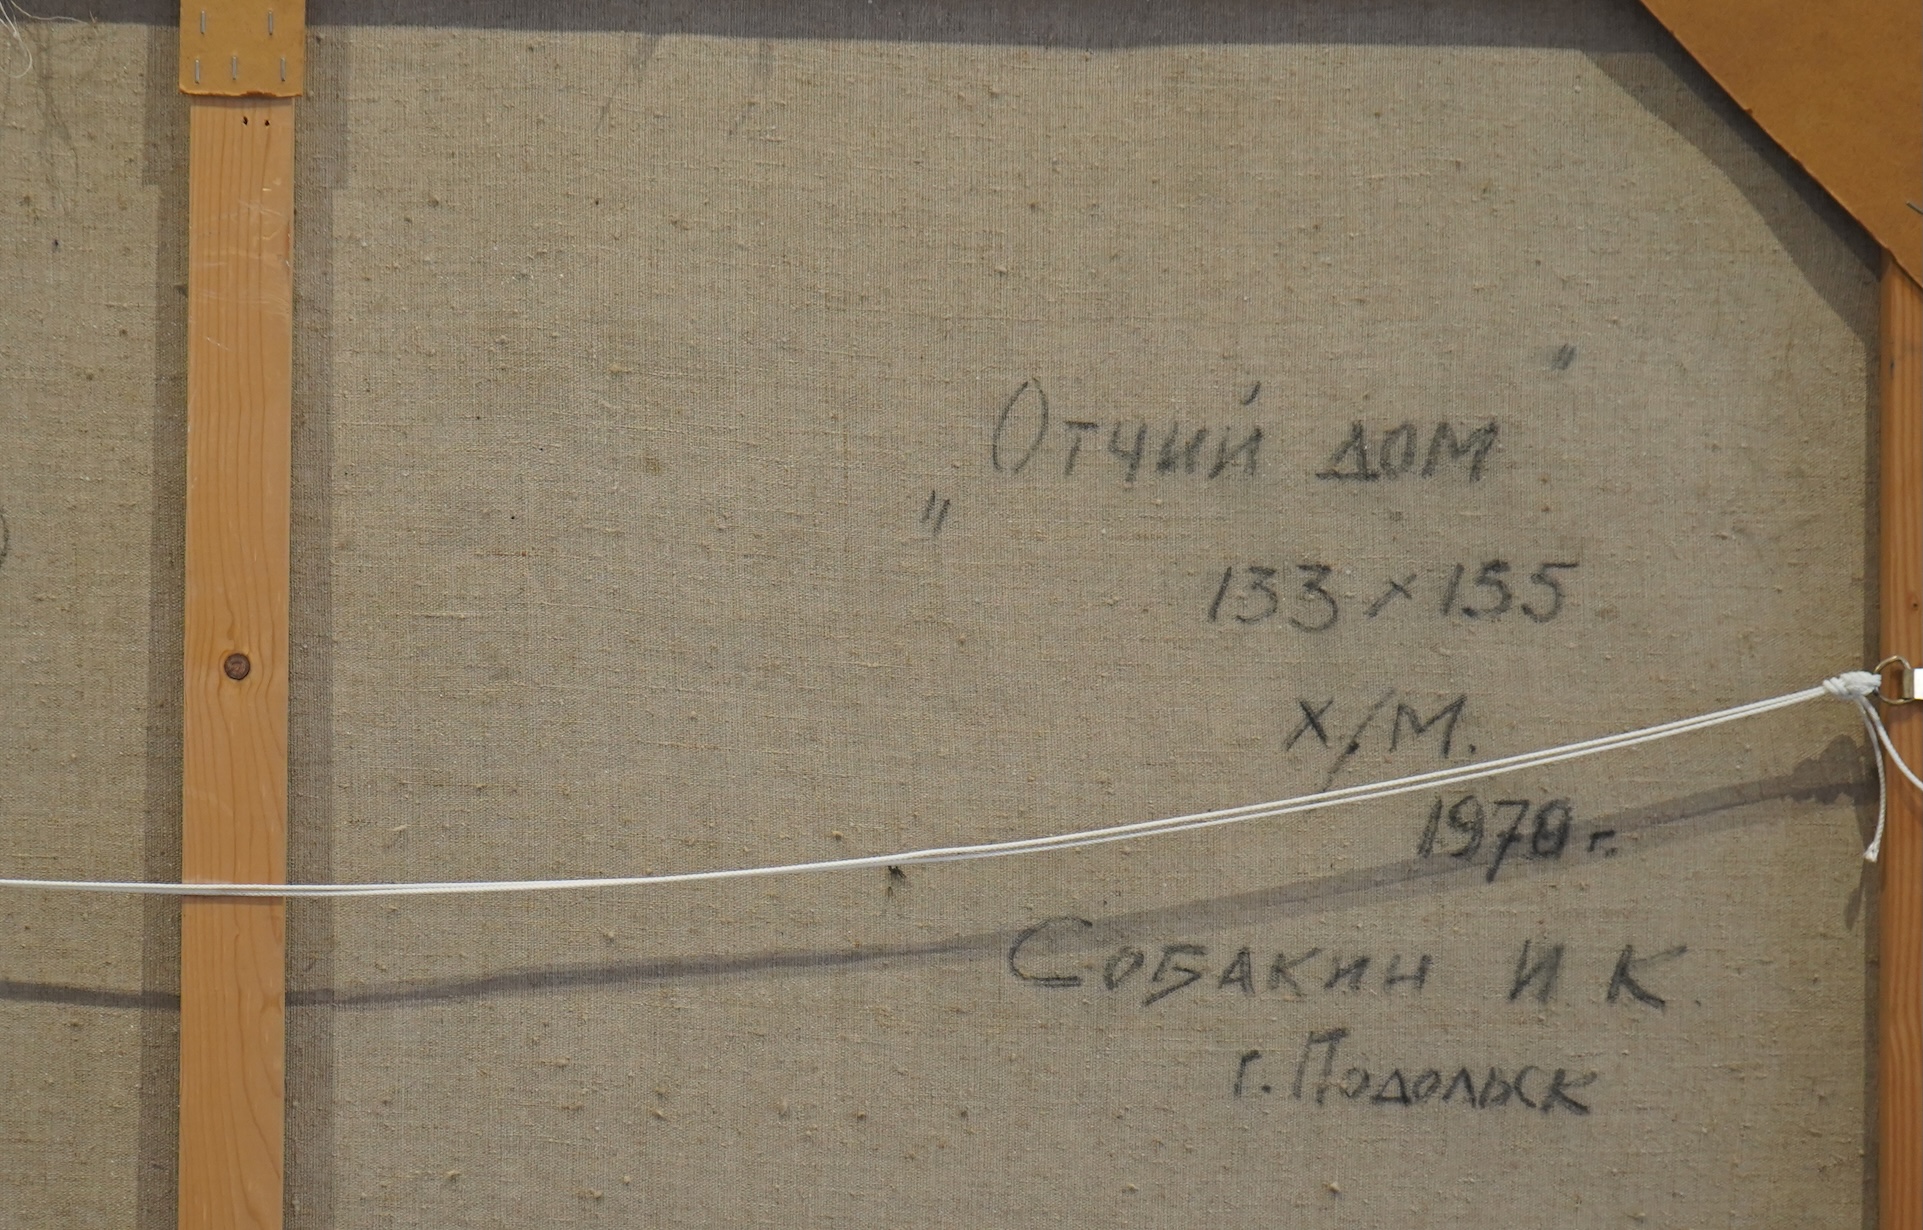 „Отчий дом"
133 x 155
х/м.
1970 г.
Собакин И. К.
г. Подольск